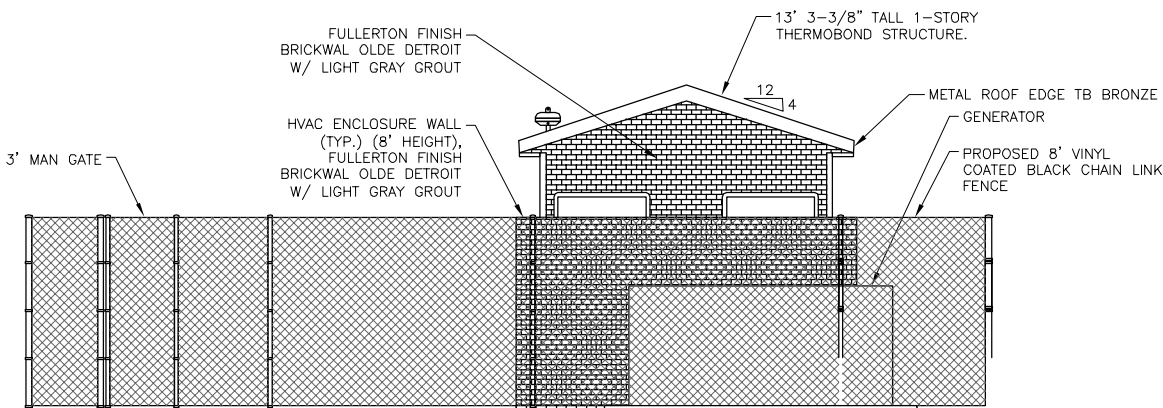 13' 3-3/8" TALL 1-STORY
THERMOBOND STRUCTURE.
FULLERTON FINISH
BRICKWAL OLDE DETROIT
W/ LIGHT GRAY GROUT
12
4
METAL ROOF EDGE TB BRONZE
GENERATOR
HVAC ENCLOSURE WALL
(TYP.) (8' HEIGHT),
FULLERTON FINISH
BRICKWAL OLDE DETROIT
W/ LIGHT GRAY GROUT
3' MAN GATE
PROPOSED 8' VINYL
COATED BLACK CHAIN LINK
FENCE